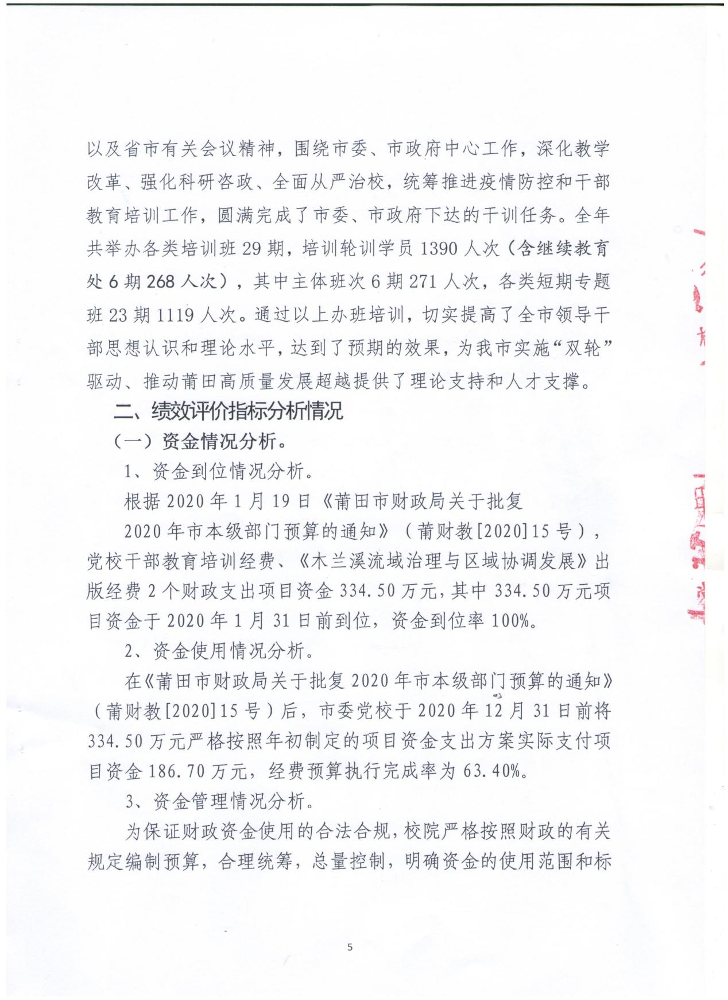 以及省市有关会议精神，围绕市委、市政府中心工作，深化教学
改革、强化科研咨政、全面从严治校，统筹推进疫情防控和干部
教育培训工作，圆满完成了市委、市政府下达的干训任务。全年
共举办各类培训班 29 期，培训轮训学员 1390 人次（含继续教育
处 6 期 268 人次），其中主体班次 6 期 271 人次，各类短期专题
班 23 期 1119 人次。通过以上办班培训，切实提高了全市领导干
部思想认识和理论水平，达到了预期的效果，为我市实施“双轮”
驱动、推动莆田高质量发展超越提供了理论支持和人才支撑。
二、绩效评价指标分析情况
（一）资金情况分析。
1、资金到位情况分析。
根据 2020 年 1 月 19 日《莆田市财政局关于批复
2020 年市本级部门预算的通知》（莆财教[2020]15 号），
党校干部教育培训经费、《木兰溪流域治理与区域协调发展》出
版经费 2 个财政支出项目资金 334.50 万元，其中 334.50 万元项
目资金于 2020 年 1 月 31 日前到位，资金到位率 100%。
2、资金使用情况分析。
在《莆田市财政局关于批复 2020 年市本级部门预算的通知》
（莆财教[2020]15 号）后，市委党校于 2020 年 12 月 31 日前将
334.50 万元严格按照年初制定的项目资金支出方案实际支付项
目资金 186.70 万元，经费预算执行完成率为 63.40%。
3、资金管理情况分析。
为保证财政资金使用的合法合规，校院严格按照财政的有关
规定编制预算，合理统筹，总量控制，明确资金的使用范围和标
5